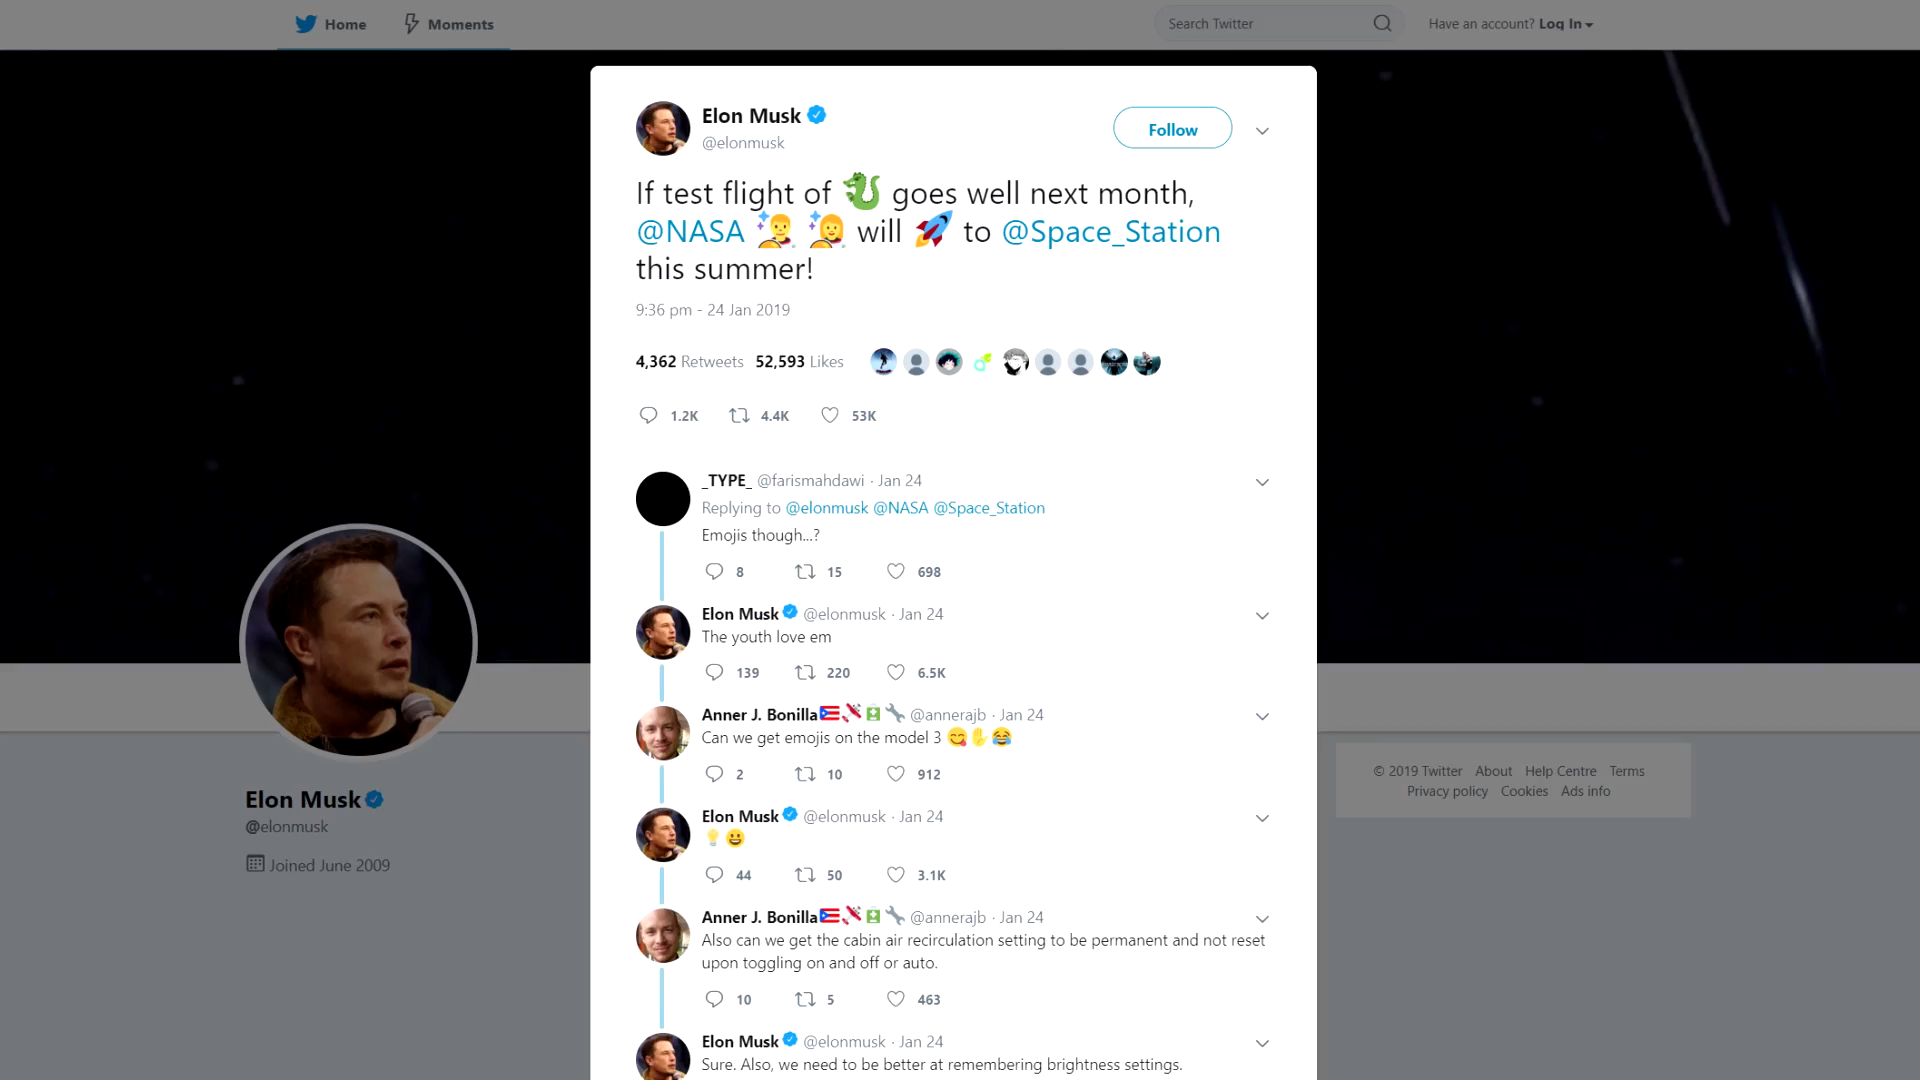 Home
Moments
Search Twitter
Have an account? Log In
Elon Musk
@elonmusk
Follow
If test flight of 🐉 goes well next month,
@NASA 👨‍🚀 👩‍🚀 will 🚀 to @Space_Station
this summer!
9:36 pm - 24 Jan 2019
4,362 Retweets 52,593 Likes
1.2K 4.4K 53K
_TYPE_ @farismahdawi · Jan 24
Replying to @elonmusk @NASA @Space_Station
Emojis though...?
8 15 698
Elon Musk @elonmusk · Jan 24
The youth love em
139 220 6.5K
Anner J. Bonilla🇵🇷 @annerajb · Jan 24
Can we get emojis on the model 3 😋✋😂
2 10 912
Elon Musk @elonmusk · Jan 24
💡😀
44 50 3.1K
Anner J. Bonilla🇵🇷 @annerajb · Jan 24
Also can we get the cabin air recirculation setting to be permanent and not reset
upon toggling on and off or auto.
10 5 463
Elon Musk @elonmusk · Jan 24
Sure. Also, we need to be better at remembering brightness settings.
Elon Musk
@elonmusk
Joined June 2009
© 2019 Twitter About Help Centre Terms
Privacy policy Cookies Ads info